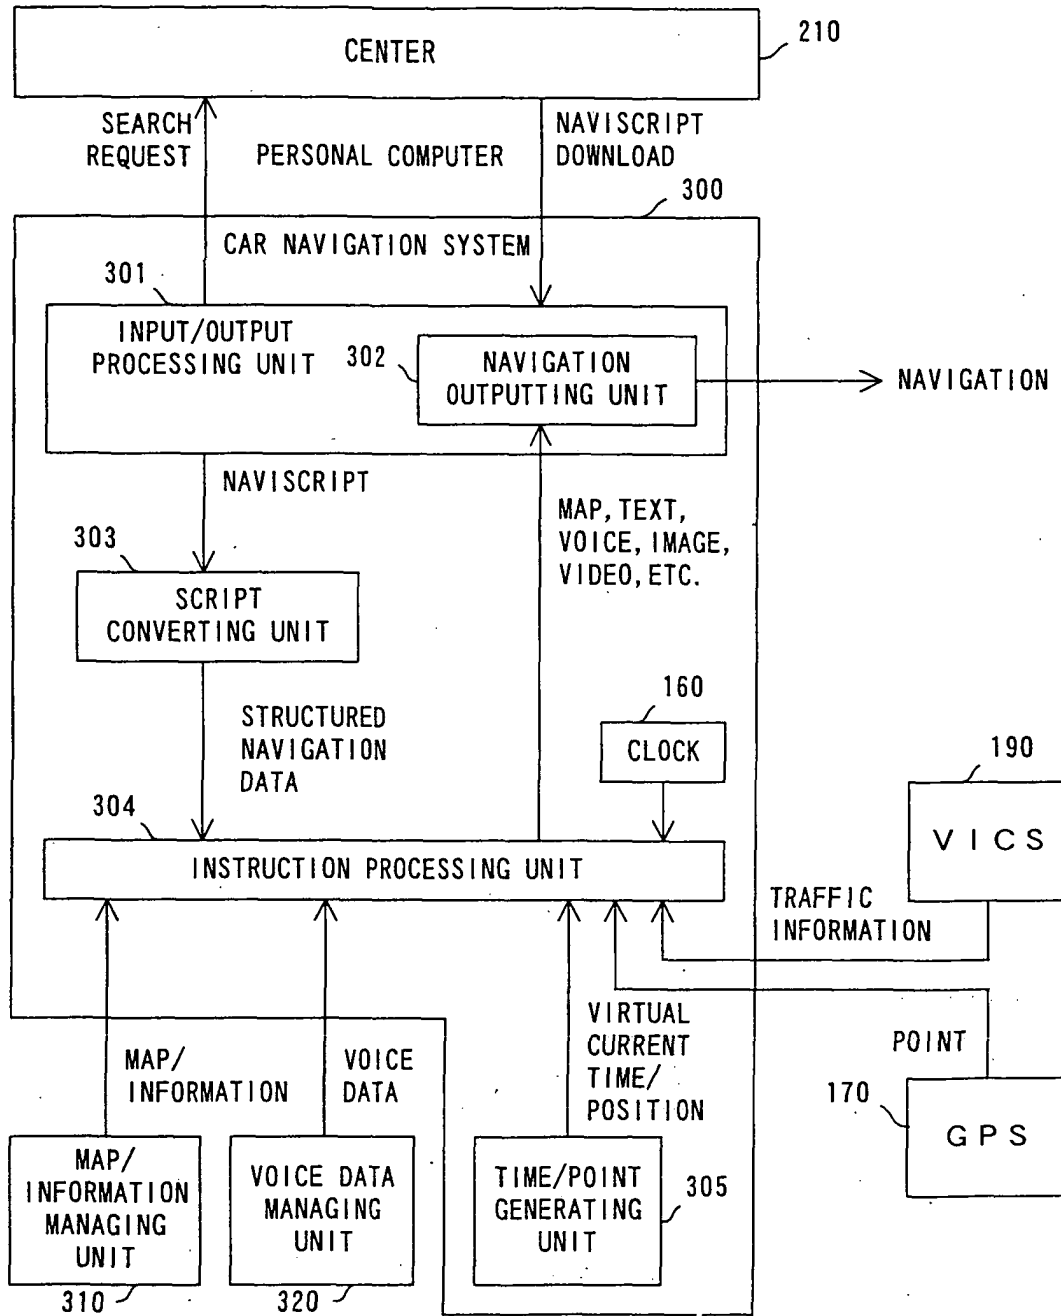 CENTER
210
SEARCH
REQUEST
PERSONAL COMPUTER
NAVISCRIPT
DOWNLOAD
300
CAR NAVIGATION SYSTEM
301
INPUT/OUTPUT
PROCESSING UNIT
302
NAVIGATION
OUTPUTTING UNIT
NAVIGATION
NAVISCRIPT
MAP, TEXT,
VOICE, IMAGE,
VIDEO, ETC.
303
SCRIPT
CONVERTING UNIT
STRUCTURED
NAVIGATION
DATA
160
CLOCK
190
VICS
304
INSTRUCTION PROCESSING UNIT
TRAFFIC
INFORMATION
MAP/
INFORMATION
VOICE
DATA
VIRTUAL
CURRENT
TIME/
POSITION
POINT
170
GPS
MAP/
INFORMATION
MANAGING
UNIT
310
VOICE DATA
MANAGING
UNIT
320
TIME/POINT
GENERATING
UNIT
305